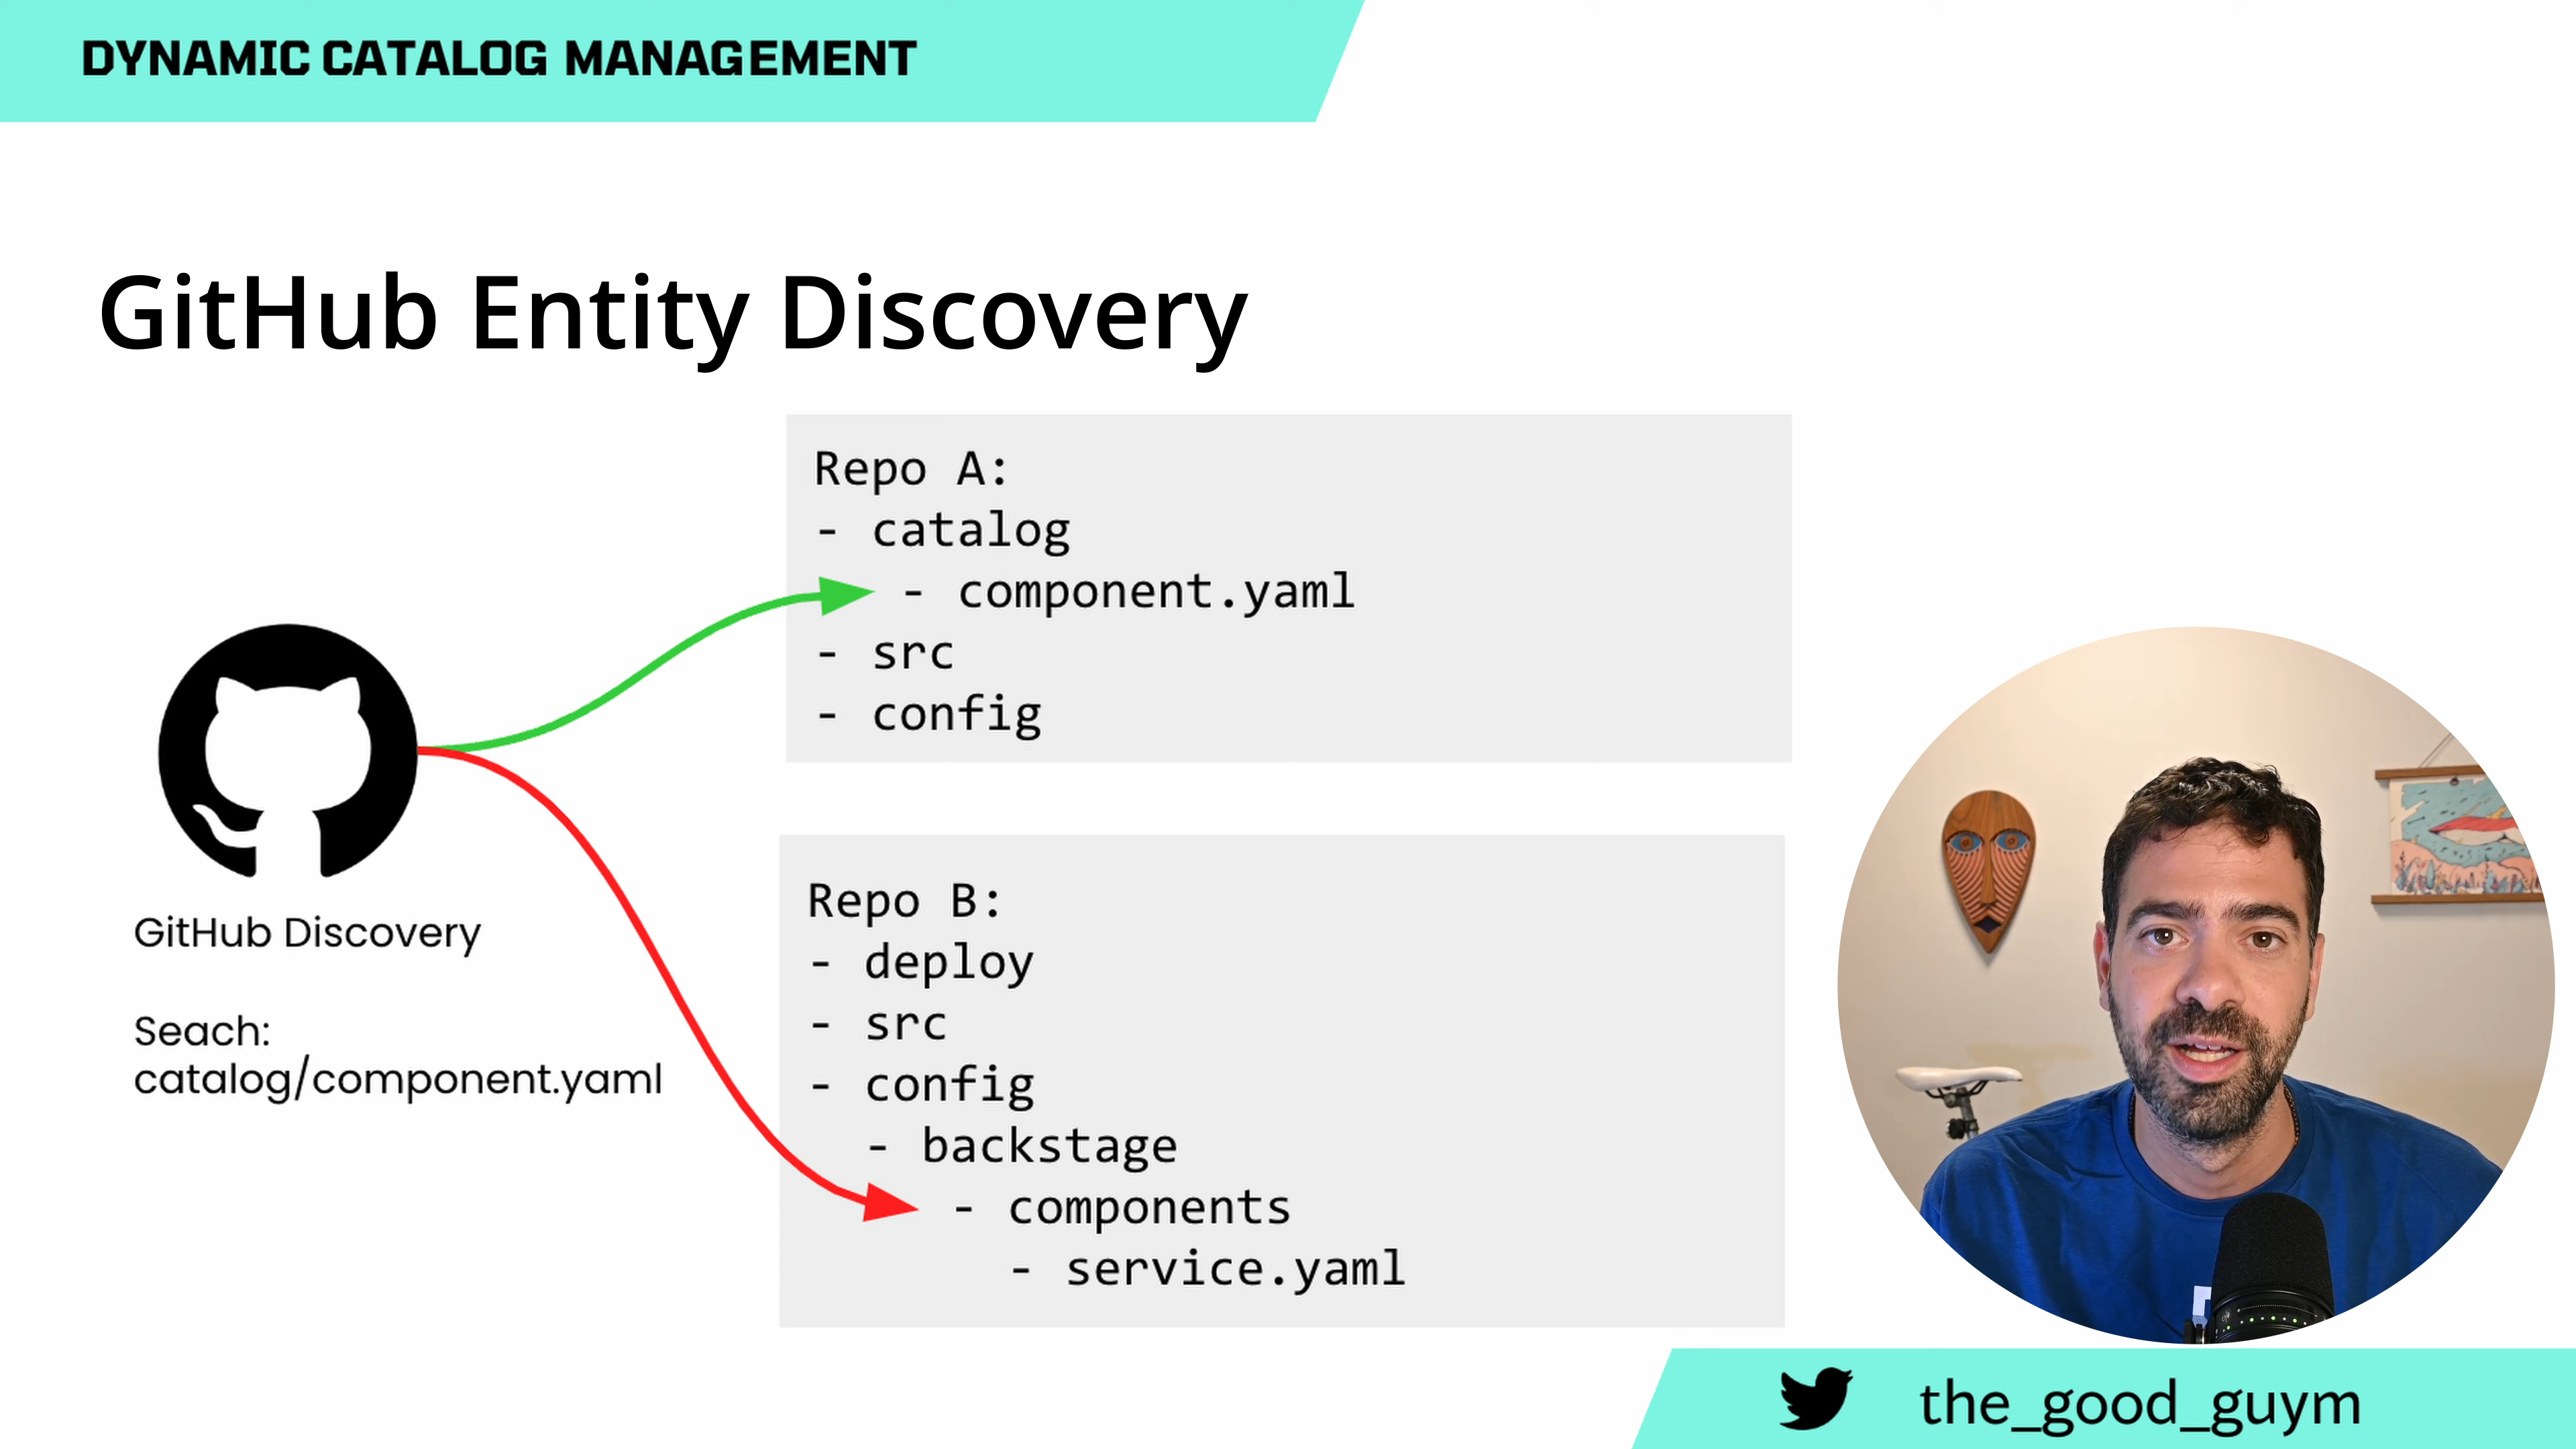 DYNAMIC CATALOG MANAGEMENT
GitHub Entity Discovery
Repo A:
- catalog
- component.yaml
- src
- config
GitHub Discovery
Seach:
catalog/component.yaml
Repo B:
- deploy
- src
- config
- backstage
- components
- service.yaml
the_good_guym